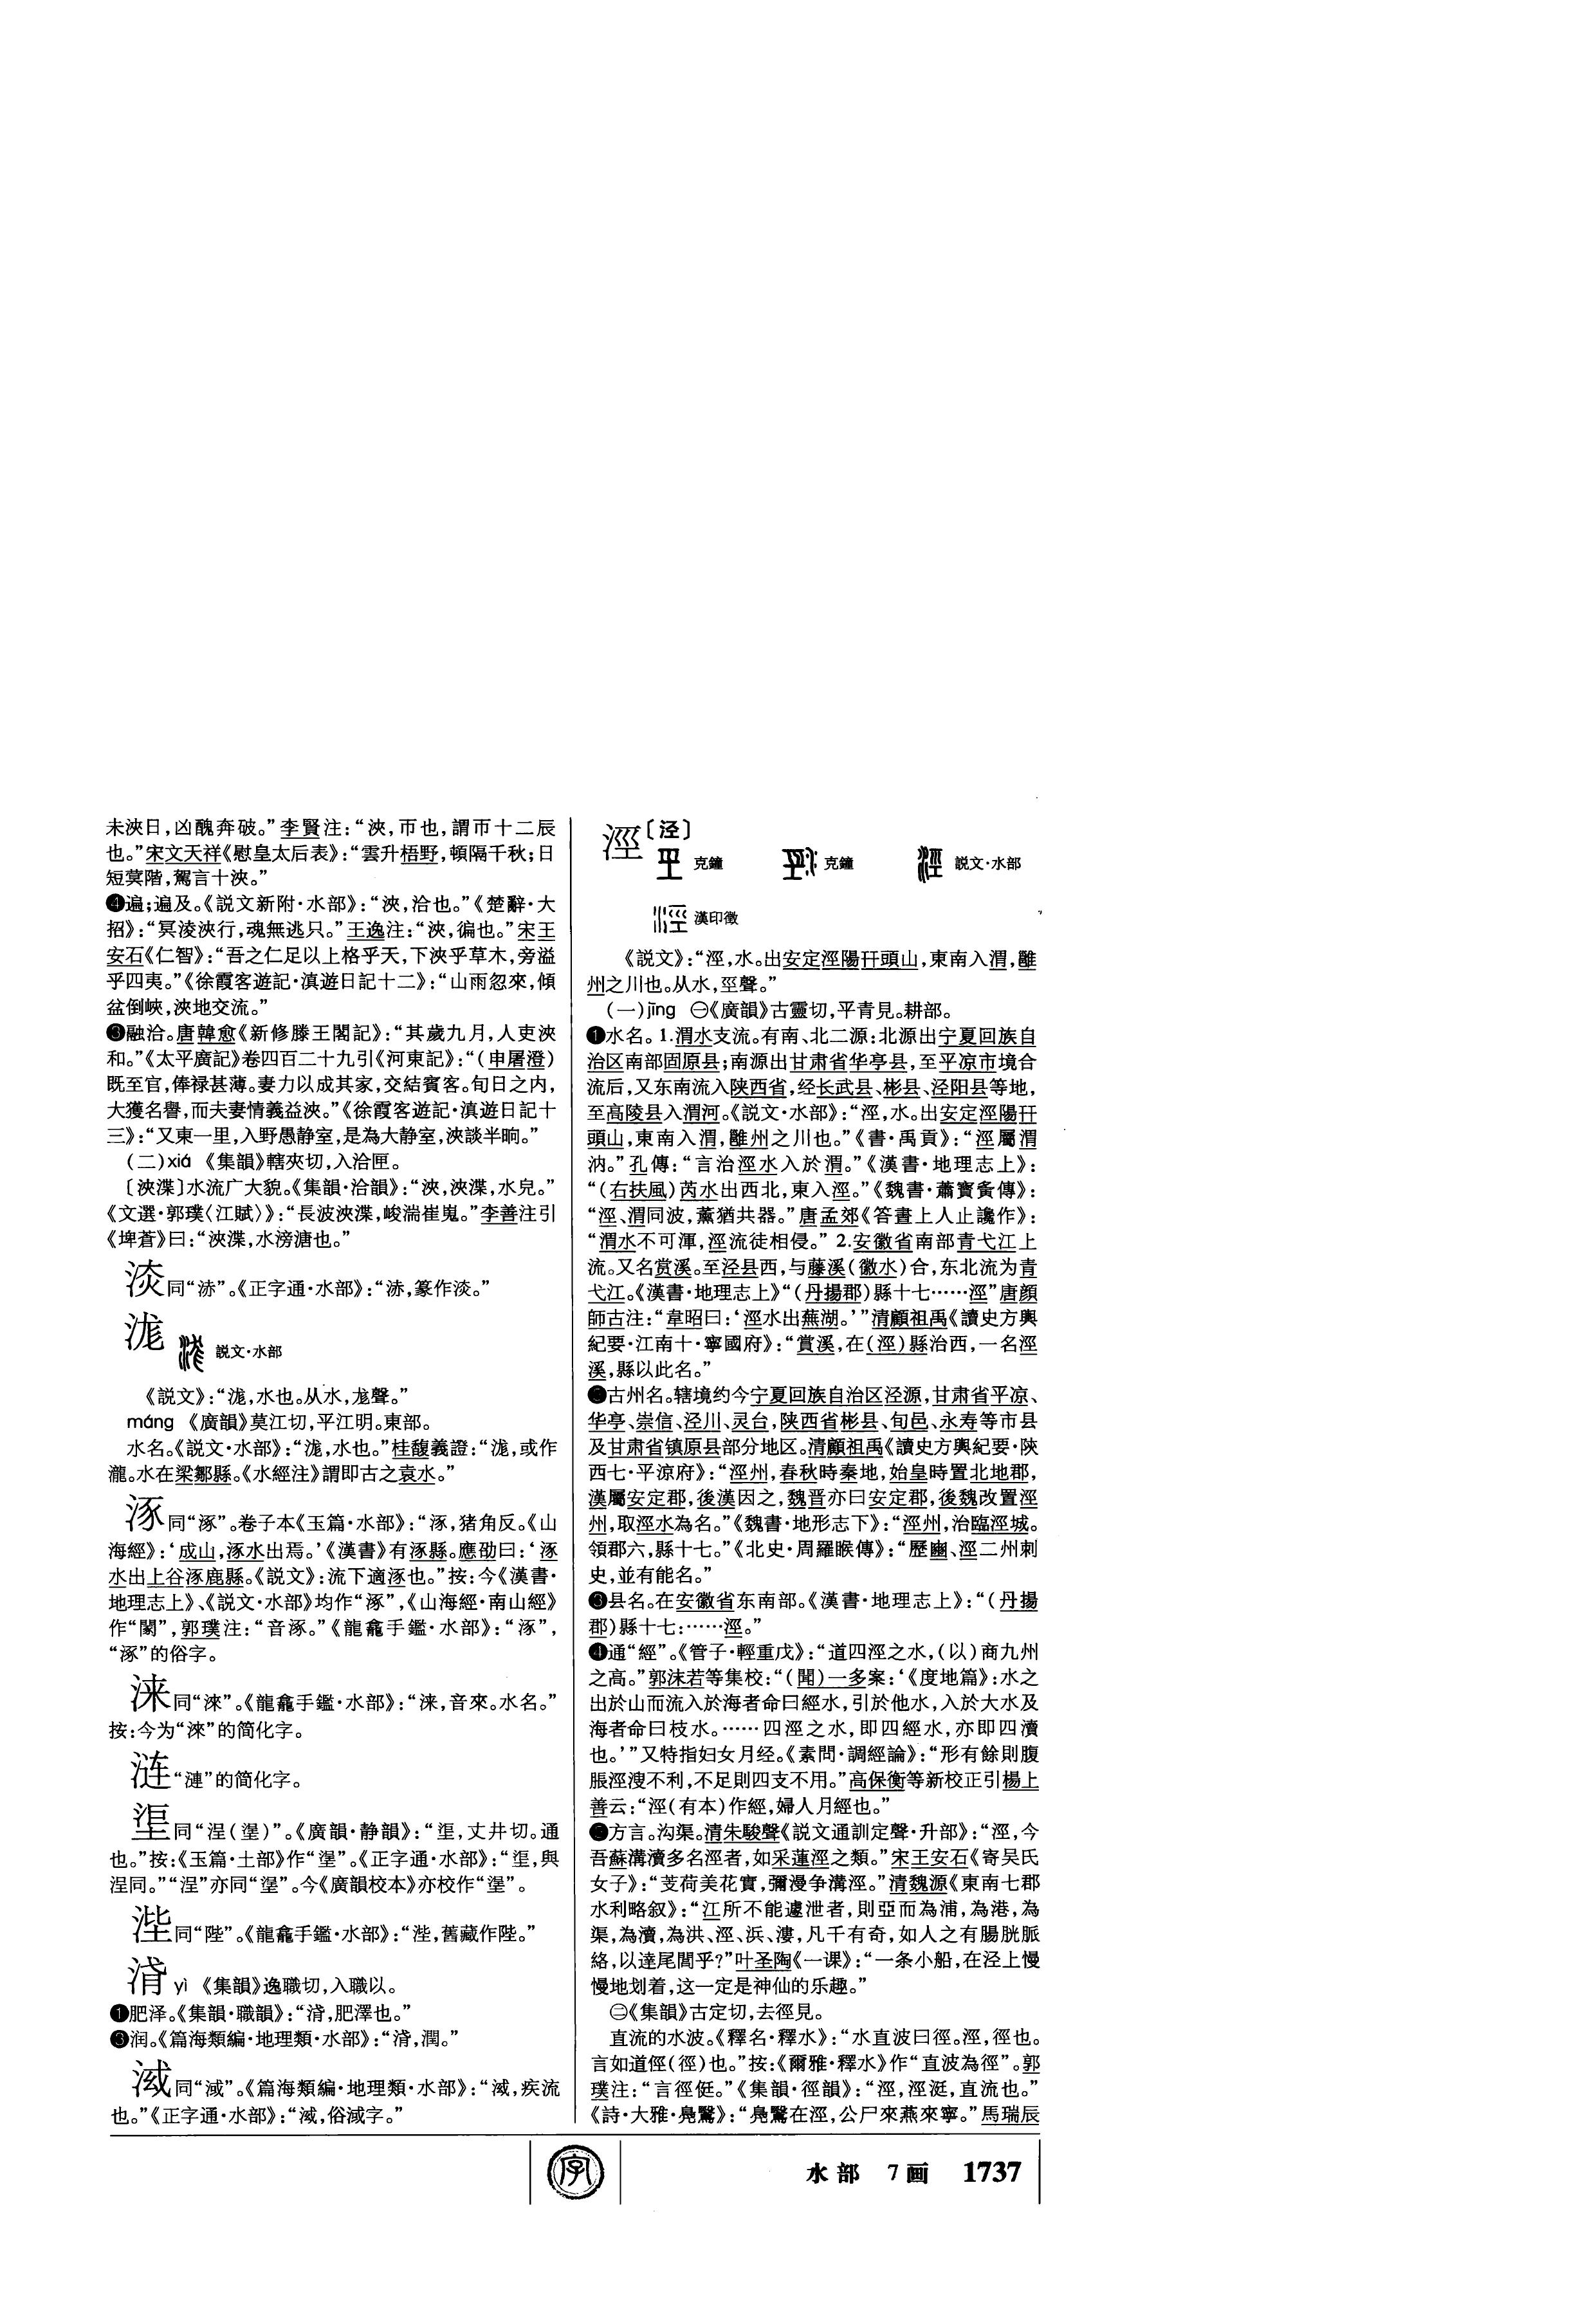 未浹日，凶醜奔破。”李賢注：“浹，帀也，謂帀十二辰
也。”宋文天祥《慰皇太后表》：“雲升梧野，頓隔千秋；日
短蓂階，駕言十浹。”
❹遍；遍及。《説文新附·水部》：“浹，洽也。”《楚辭·大
招》：“冥淩浹行，魂無逃只。”王逸注：“浹，徧也。”宋王
安石《仁智》：“吾之仁足以上格乎天，下浹乎草木，旁溢
乎四夷。”《徐霞客遊記·滇遊日記十二》：“山雨忽來，傾
盆倒峽，浹地交流。”
❸融洽。唐韓愈《新修滕王閣記》：“其歲九月，人吏浹
和。”《太平廣記》卷四百二十九引《河東記》：“（申屠澄）
既至官，俸禄甚薄。妻力以成其家，交結賓客。旬日之内，
大獲名譽，而夫妻情義益浹。”《徐霞客遊記·滇遊日記十
三》：“又東一里，入野愚静室，是為大静室，浹談半晌。”
（二）xiá 《集韻》轄夾切，入洽匣。
〔浹渫〕水流广大貌。《集韻·洽韻》：“浹，浹渫，水皃。”
《文選·郭璞〈江賦〉》：“長波浹渫，峻湍崔嵬。”李善注引
《埤蒼》曰：“浹渫，水滂溏也。”
同“浾”。《正字通·水部》：“浾，篆作㳲。”
浝 説文·水部
《説文》：“浝，水也。从水，尨聲。”
máng 《廣韻》莫江切，平江明。東部。
水名。《説文·水部》：“浝，水也。”桂馥義證：“浝，或作
瀧。水在梁鄒縣。《水經注》謂即古之袁水。”
同“涿”。卷子本《玉篇·水部》：“涿，猪角反。《山
海經》：‘成山，涿水出焉。’《漢書》有涿縣。應劭曰：‘涿
水出上谷涿鹿縣。《説文》：流下適涿也。”按：今《漢書·
地理志上》、《説文·水部》均作“涿”，《山海經·南山經》
作“閡”，郭璞注：“音涿。”《龍龕手鑑·水部》：“涿”，
“涿”的俗字。
涞同“淶”。《龍龕手鑑·水部》：“涞，音來。水名。”
按：今为“淶”的简化字。
涟“漣”的简化字。
洰同“浧（塣）”。《廣韻·静韻》：“，丈井切。通
也。”按：《玉篇·土部》作“塣”。《正字通·水部》：“，與
浧同。”“浧”亦同“塣”。今《廣韻校本》亦校作“塣”。
同“陛”。《龍龕手鑑·水部》：“，舊藏作陛。”
㳑 yì 《集韻》逸職切，入職以。
❶肥泽。《集韻·職韻》：“，肥澤也。”
❸润。《篇海類編·地理類·水部》：“，潤。”
同“減”。《篇海類編·地理類·水部》：“，疾流
也。”《正字通·水部》：“，俗淢字。”
涇〔泾〕
克鐘 克鐘 説文·水部
漢印徵
《説文》：“涇，水。出安定涇陽幵頭山，東南入渭，雝
州之川也。从水，巠聲。”
（一）jīng ㊀《廣韻》古靈切，平青見。耕部。
❶水名。1.渭水支流。有南、北二源：北源出宁夏回族自
治区南部固原县；南源出甘肃省华亭县，至平凉市境合
流后，又东南流入陕西省，经长武县、彬县、泾阳县等地，
至高陵县入渭河。《説文·水部》：“涇，水。出安定涇陽幵
頭山，東南入渭，雝州之川也。”《書·禹貢》：“涇屬渭
汭。”孔傳：“言治涇水入於渭。”《漢書·地理志上》：
“（右扶風）芮水出西北，東入涇。”《魏書·蕭寳夤傳》：
“涇、渭同波，薰猶共器。”唐孟郊《答晝上人止讒作》：
“渭水不可渾，涇流徒相侵。” 2.安徽省南部青弋江上
流。又名赏溪。至泾县西，与藤溪（徽水）合，东北流为青
弋江。《漢書·地理志上》“（丹揚郡）縣十七……涇”唐顔
師古注：“韋昭曰：‘涇水出蕪湖。’”清顧祖禹《讀史方輿
紀要·江南十·寧國府》：“賞溪，在（涇）縣治西，一名涇
溪，縣以此名。”
❷古州名。辖境约今宁夏回族自治区泾源，甘肃省平凉、
华亭、崇信、泾川、灵台，陕西省彬县、旬邑、永寿等市县
及甘肃省镇原县部分地区。清顧祖禹《讀史方輿紀要·陝
西七·平涼府》：“涇州，春秋時秦地，始皇時置北地郡，
漢屬安定郡，後漢因之，魏晋亦曰安定郡，後魏改置涇
州，取涇水為名。”《魏書·地形志下》：“涇州，治臨涇城。
領郡六，縣十七。”《北史·周羅睺傳》：“歷豳、涇二州刺
史，並有能名。”
❸县名。在安徽省东南部。《漢書·地理志上》：“（丹揚
郡）縣十七：……涇。”
❹通“經”。《管子·輕重戊》：“道四涇之水，（以）商九州
之高。”郭沫若等集校：“（聞）一多案：‘《度地篇》：水之
出於山而流入於海者命曰經水，引於他水，入於大水及
海者命曰枝水。……四涇之水，即四經水，亦即四瀆
也。’”又特指妇女月经。《素問·調經論》：“形有餘則腹
脹涇溲不利，不足則四支不用。”高保衡等新校正引楊上
善云：“涇（有本）作經，婦人月經也。”
❺方言。沟渠。清朱駿聲《説文通訓定聲·升部》：“涇，今
吾蘇溝瀆多名涇者，如采蓮涇之類。”宋王安石《寄吴氏
女子》：“芰荷美花實，彌漫争溝涇。”清魏源《東南七郡
水利略叙》：“江所不能遽泄者，則亞而為浦，為港，為
渠，為瀆，為洪、涇、浜、漊，凡千有奇，如人之有腸胱脈
絡，以達尾閭乎？”叶圣陶《一课》：“一条小船，在泾上慢
慢地划着，这一定是神仙的乐趣。”
㊁《集韻》古定切，去徑見。
直流的水波。《釋名·釋水》：“水直波曰徑。涇，徑也。
言如道俓（徑）也。”按：《爾雅·釋水》作“直波為徑”。郭
璞注：“言徑侹。”《集韻·徑韻》：“涇，涇涏，直流也。”
《詩·大雅·鳧鷖》：“鳧鷖在涇，公尸來燕來寧。”馬瑞辰
字 水部 7画 1737